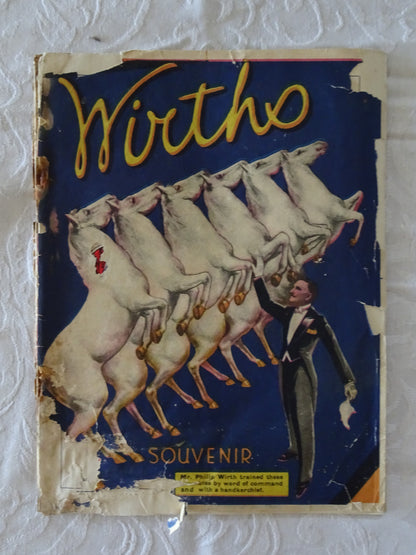 Wirths
SOUVENIR
Mr. Philip Wirth trained these
by word of command
and with a handkerchief.